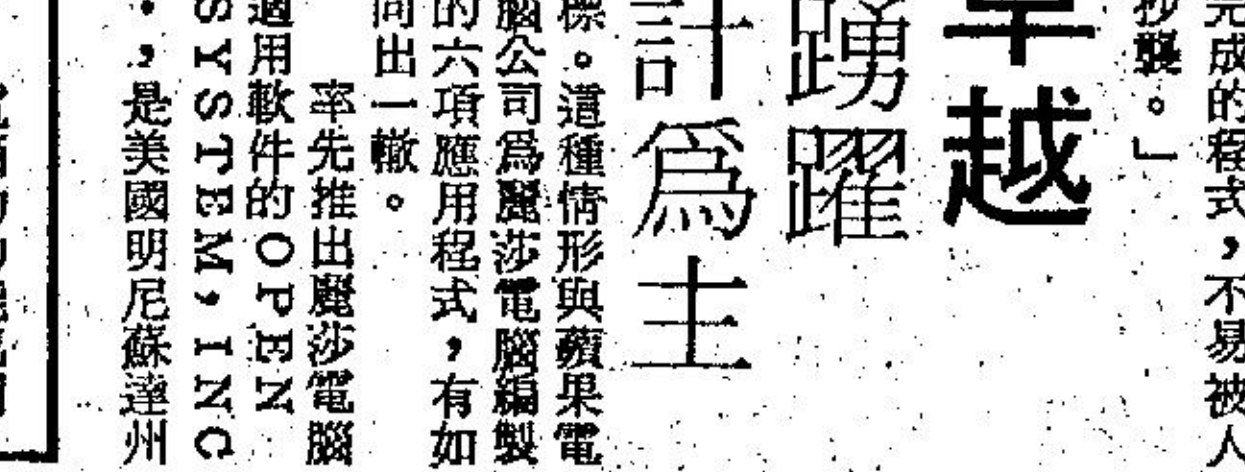 完成的程式，不易被人
抄襲。」
越
踴躍
計爲主
標。這種情形與蘋果電
腦公司爲麗莎電腦編製
的六項應用程式，有如
同出一轍。
率先推出麗莎電腦
適用軟件的OPEN
SYSTEM，INC
．，是美國明尼蘇達州